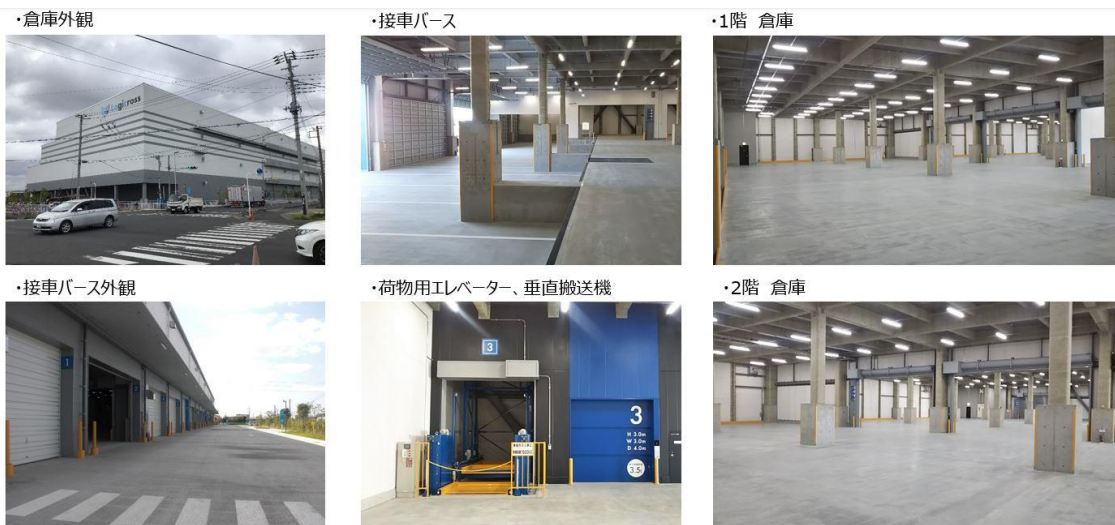 ・倉庫外観
・接車バース
・1階 倉庫
Logicross
・接車バース外観
・荷物用エレベーター、垂直搬送機
・2階 倉庫
1
3
3
H 3.0m
W 3.0m
D 4.0m
3.5t